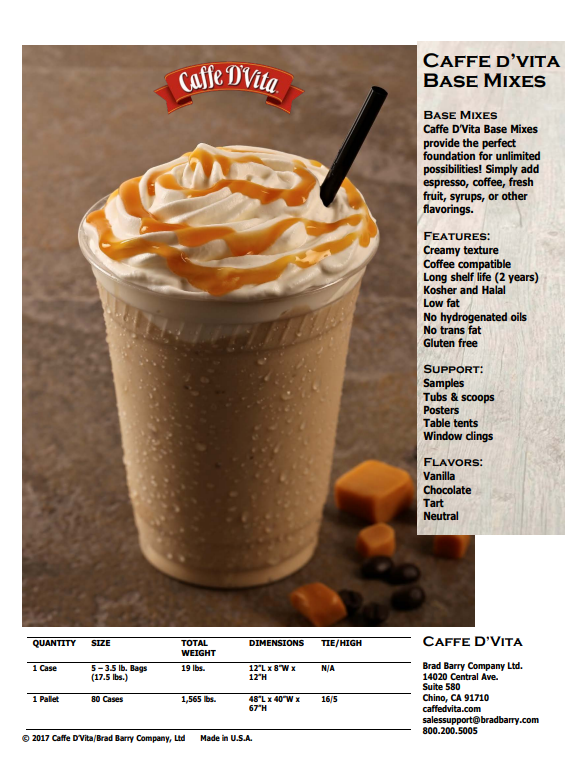 Caffe D'Vita
CAFFE D'VITA
BASE MIXES
BASE MIXES
Caffe D'Vita Base Mixes
provide the perfect
foundation for unlimited
possibilities! Simply add
espresso, coffee, fresh
fruit, syrups, or other
flavorings.
FEATURES:
Creamy texture
Coffee compatible
Long shelf life (2 years)
Kosher and Halal
Low fat
No hydrogenated oils
No trans fat
Gluten free
SUPPORT:
Samples
Tubs & scoops
Posters
Table tents
Window clings
FLAVORS:
Vanilla
Chocolate
Tart
Neutral
QUANTITY SIZE TOTAL WEIGHT DIMENSIONS TIE/HIGH
1 Case 5 – 3.5 lb. Bags (17.5 lbs.) 19 lbs. 12"L x 8"W x 12"H N/A
1 Pallet 80 Cases 1,565 lbs. 48"L x 40"W x 67"H 16/5
© 2017 Caffe D'Vita/Brad Barry Company, Ltd Made in U.S.A.
CAFFE D'VITA
Brad Barry Company Ltd.
14020 Central Ave.
Suite 580
Chino, CA 91710
caffedvita.com
salessupport@bradbarry.com
800.200.5005